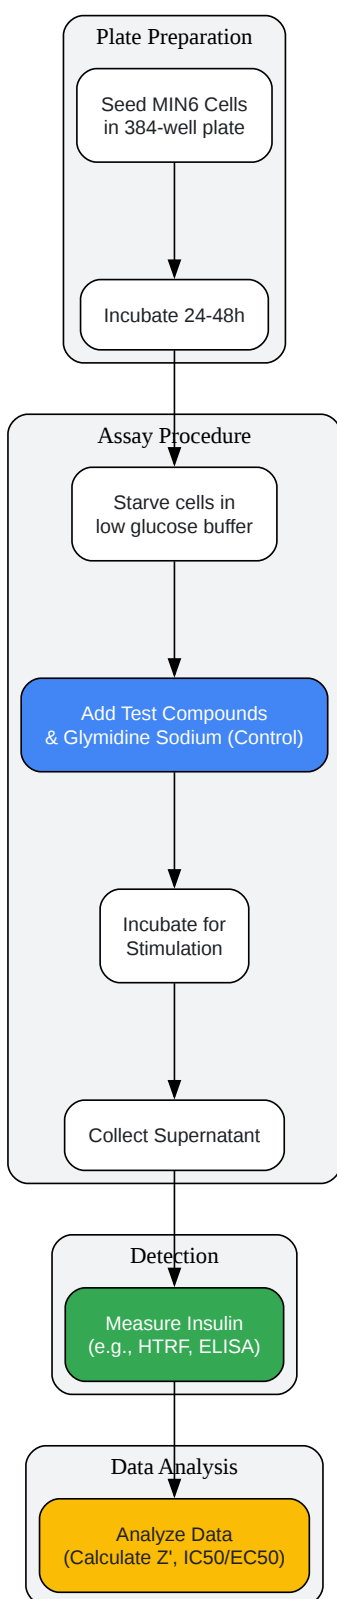 Plate Preparation
Seed MIN6 Cells
in 384-well plate
Incubate 24-48h
Assay Procedure
Starve cells in
low glucose buffer
Add Test Compounds
& Glymidine Sodium (Control)
Incubate for
Stimulation
Collect Supernatant
Detection
Measure Insulin
(e.g., HTRF, ELISA)
Data Analysis
Analyze Data
(Calculate Z', IC50/EC50)